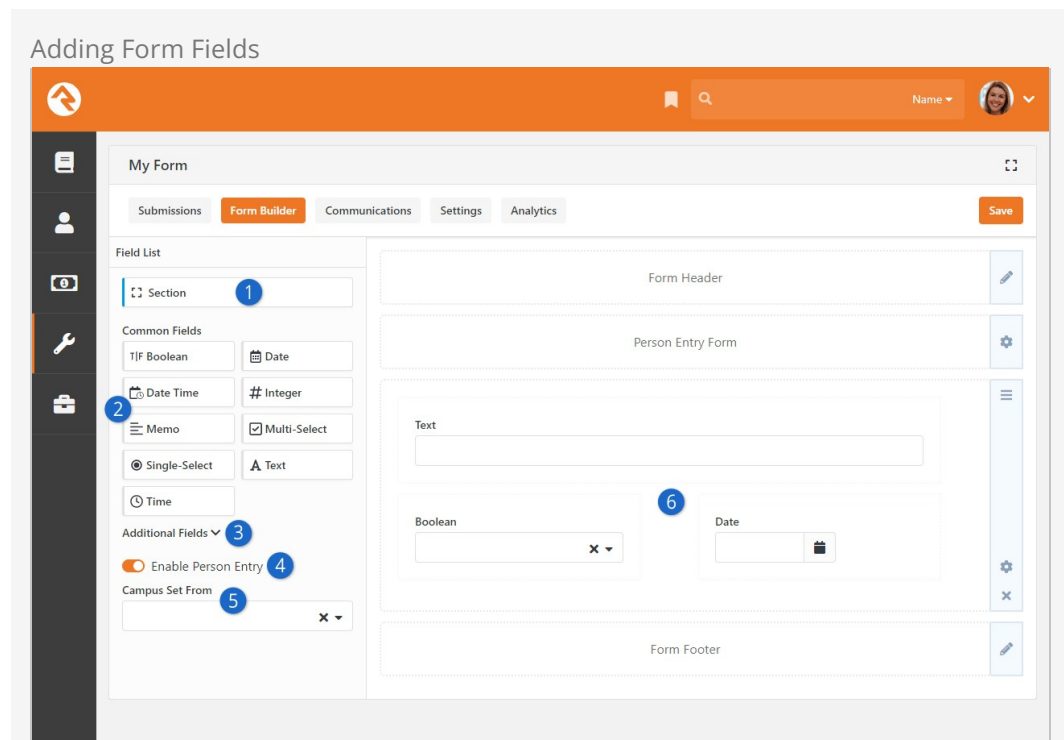 Adding Form Fields
Name
My Form
Submissions Form Builder Communications Settings Analytics Save
Field List
Section 1
Common Fields
T|F Boolean Date
Date Time # Integer
2
Memo Multi-Select
Single-Select A Text
Time
Additional Fields 3
Enable Person Entry 4
Campus Set From 5
Form Header
Person Entry Form
Text
6
Boolean Date
Form Footer